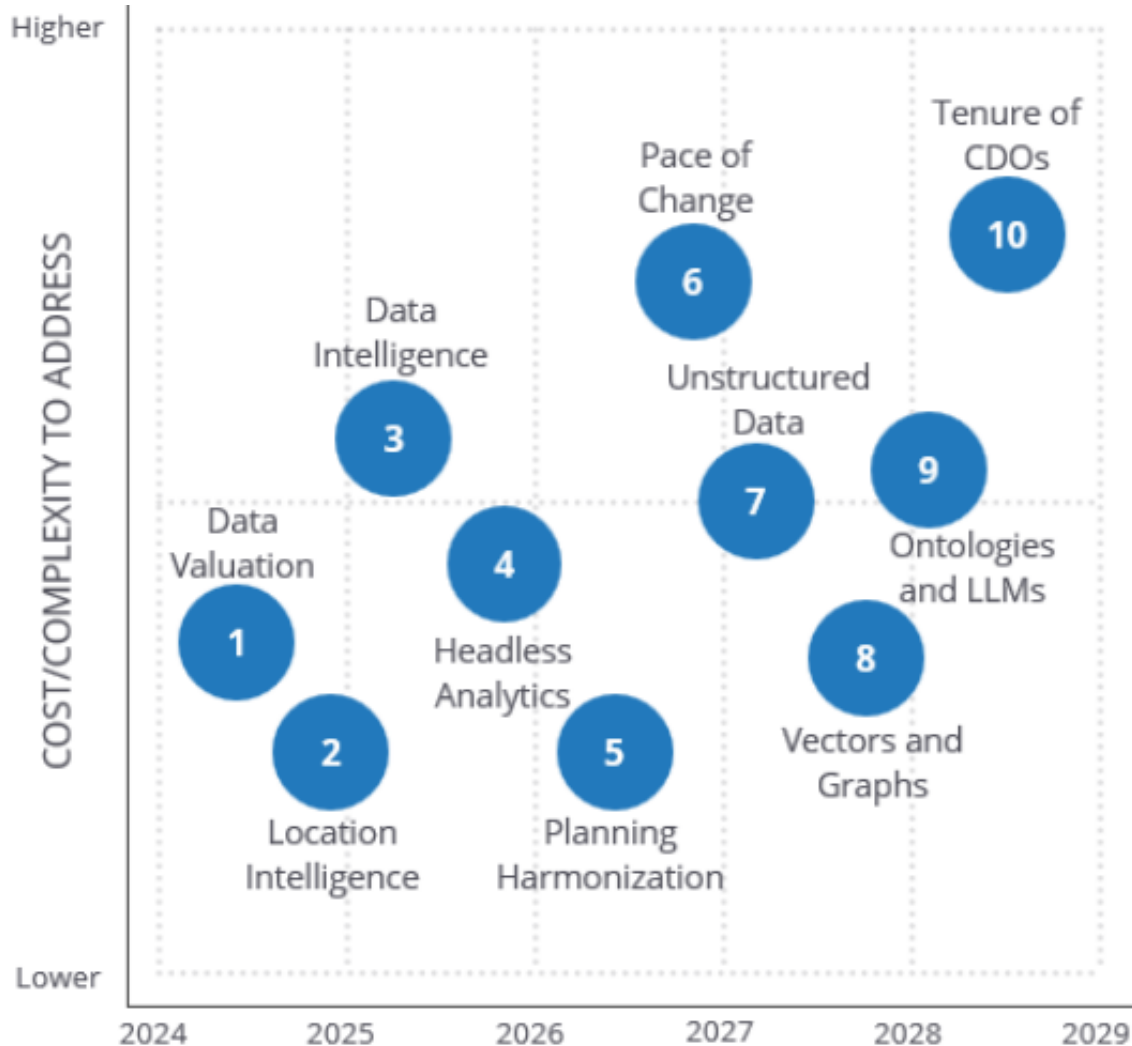 Higher
Tenure of
CDOs
10
Pace of
Change
6
Data
Intelligence
3
Unstructured
Data
7
9
Ontologies
and LLMs
COST/COMPLEXITY TO ADDRESS
Data
Valuation
1
4
Headless
Analytics
8
Vectors and
Graphs
2
Location
Intelligence
5
Planning
Harmonization
Lower
2024 2025 2026 2027 2028 2029